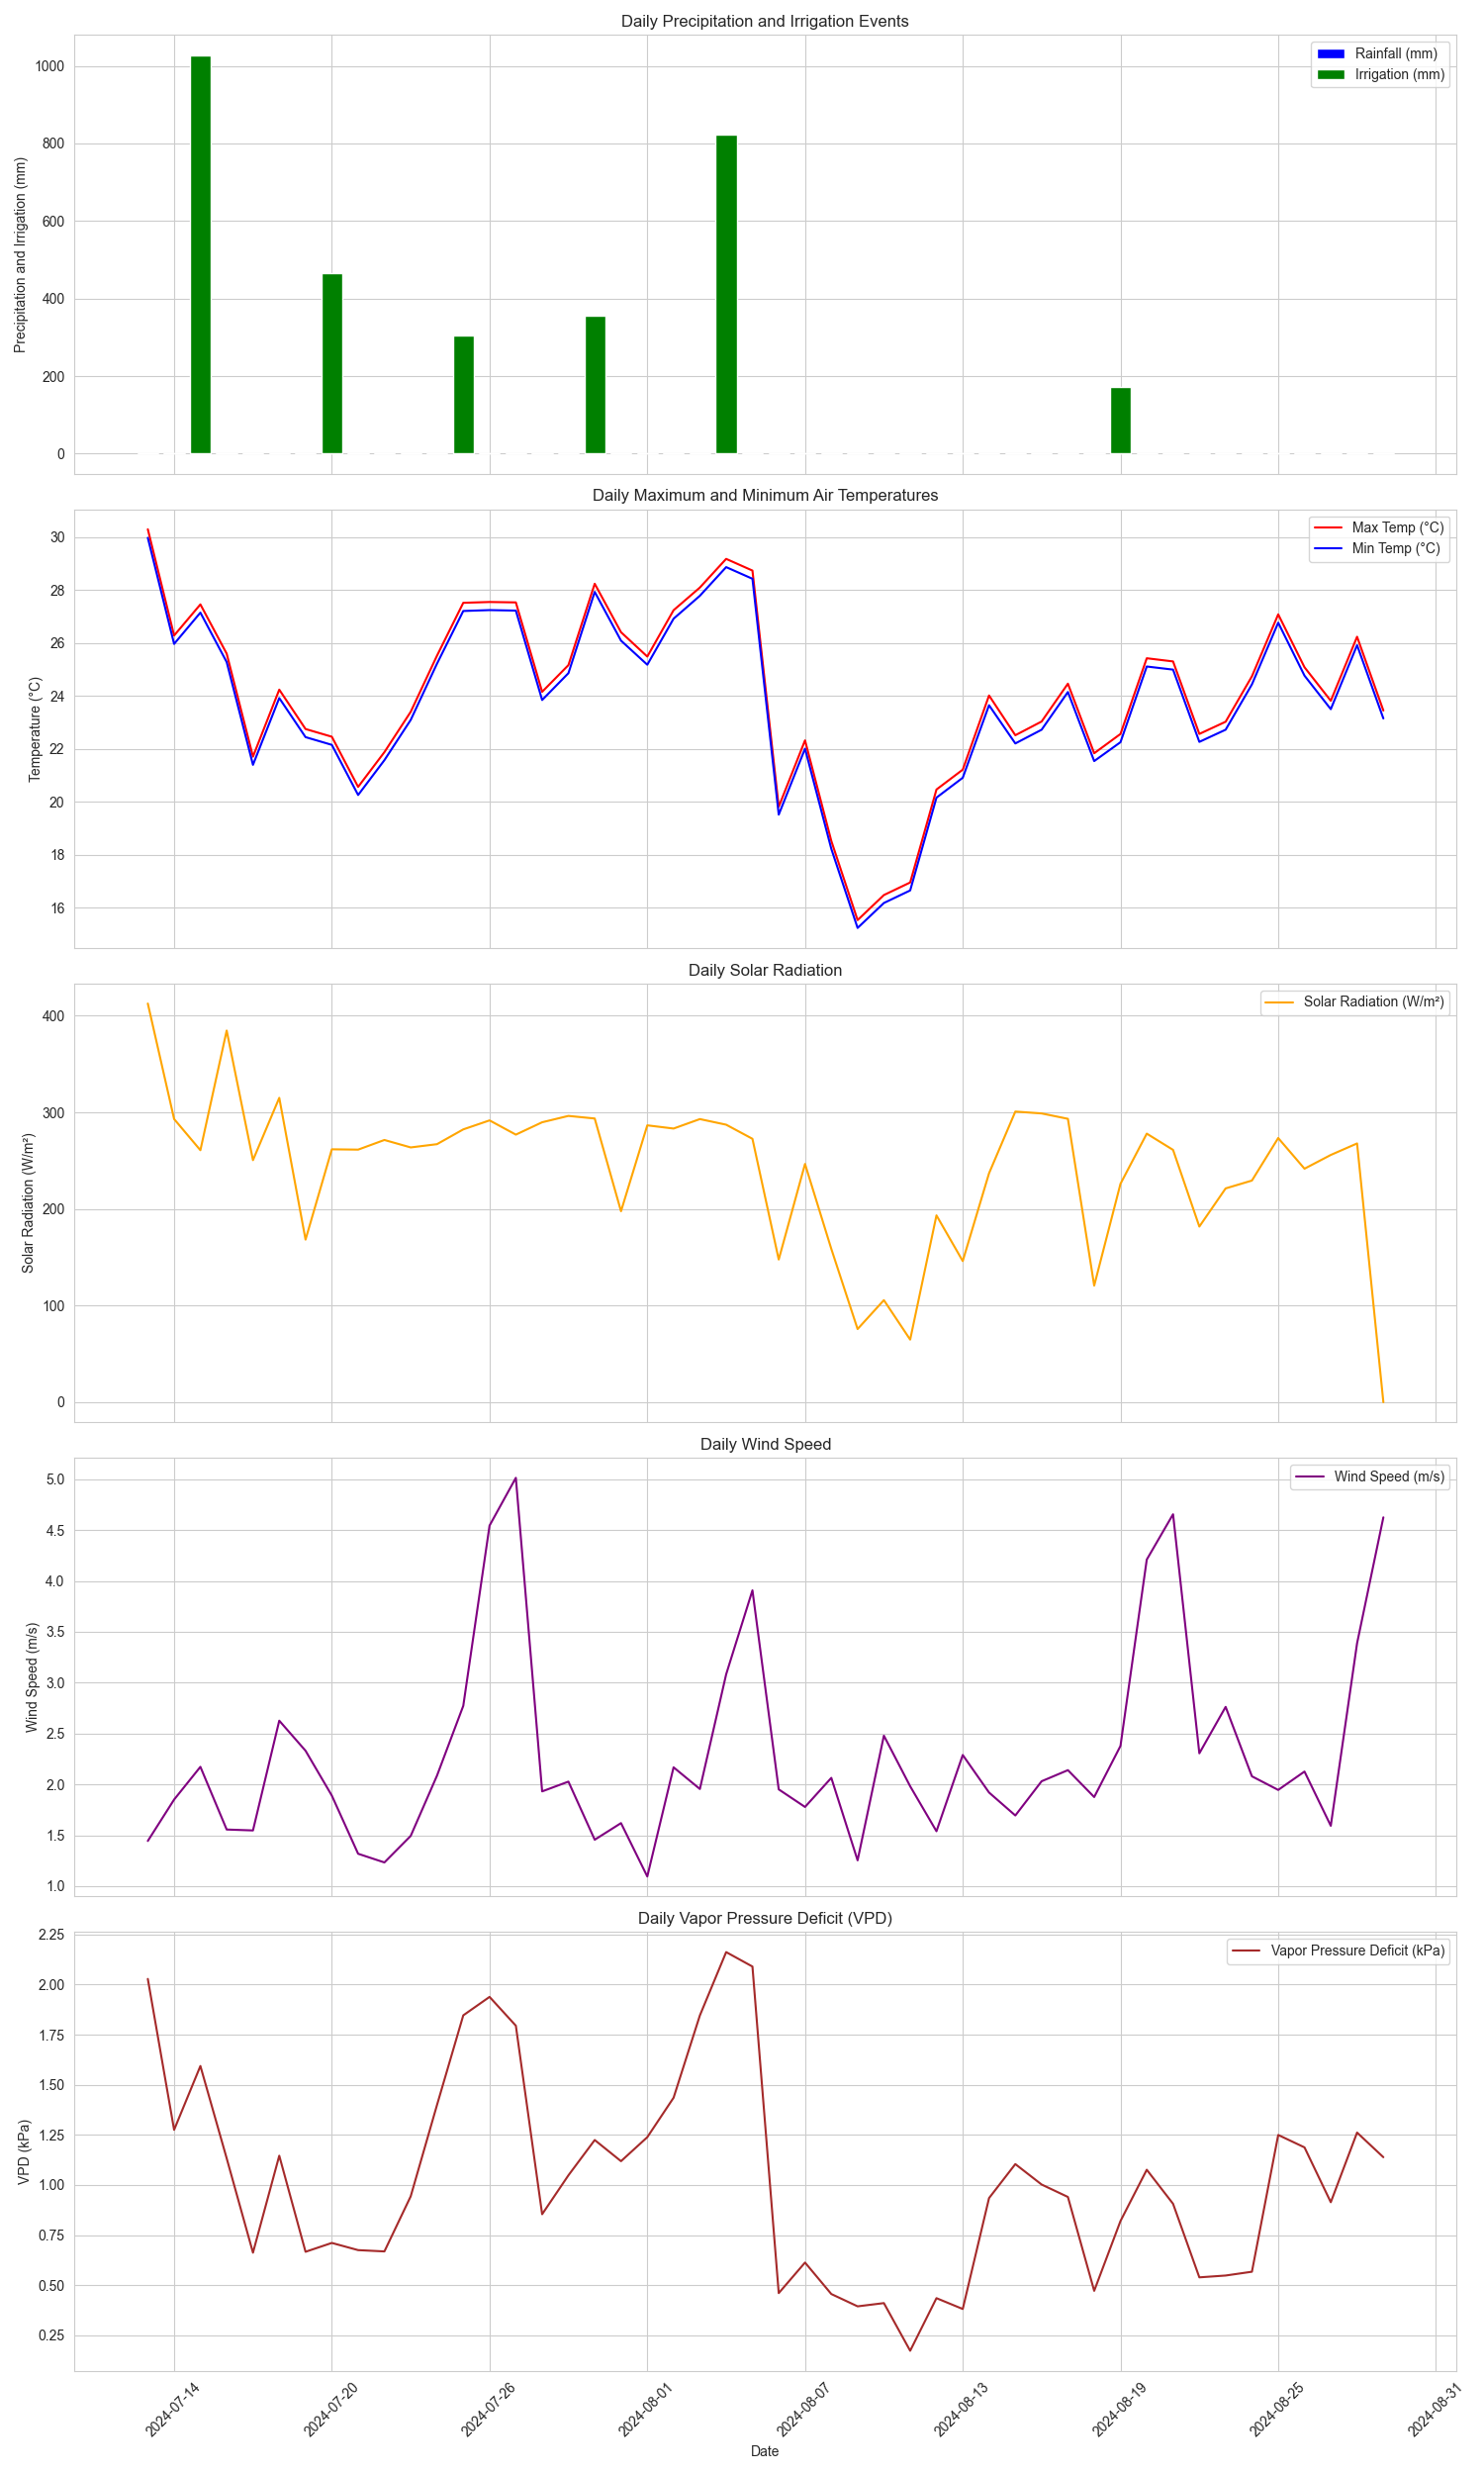 Daily Precipitation and Irrigation Events
Rainfall (mm)
Irrigation (mm)
Precipitation and Irrigation (mm)
1000
800
600
400
200
0
Daily Maximum and Minimum Air Temperatures
Max Temp (°C)
Min Temp (°C)
Temperature (°C)
30
28
26
24
22
20
18
16
Daily Solar Radiation
Solar Radiation (W/m²)
Solar Radiation (W/m²)
400
300
200
100
0
Daily Wind Speed
Wind Speed (m/s)
Wind Speed (m/s)
5.0
4.5
4.0
3.5
3.0
2.5
2.0
1.5
1.0
Daily Vapor Pressure Deficit (VPD)
Vapor Pressure Deficit (kPa)
VPD (kPa)
2.25
2.00
1.75
1.50
1.25
1.00
0.75
0.50
0.25
2024-07-14
2024-07-20
2024-07-26
2024-08-01
2024-08-07
2024-08-13
2024-08-19
2024-08-25
2024-08-31
Date